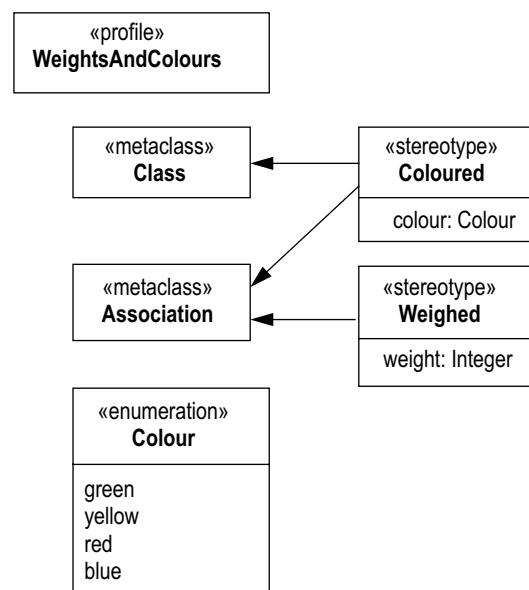 «profile»
WeightsAndColours
«metaclass»
Class
«stereotype»
Coloured
colour: Colour
«metaclass»
Association
«stereotype»
Weighed
weight: Integer
«enumeration»
Colour
green
yellow
red
blue